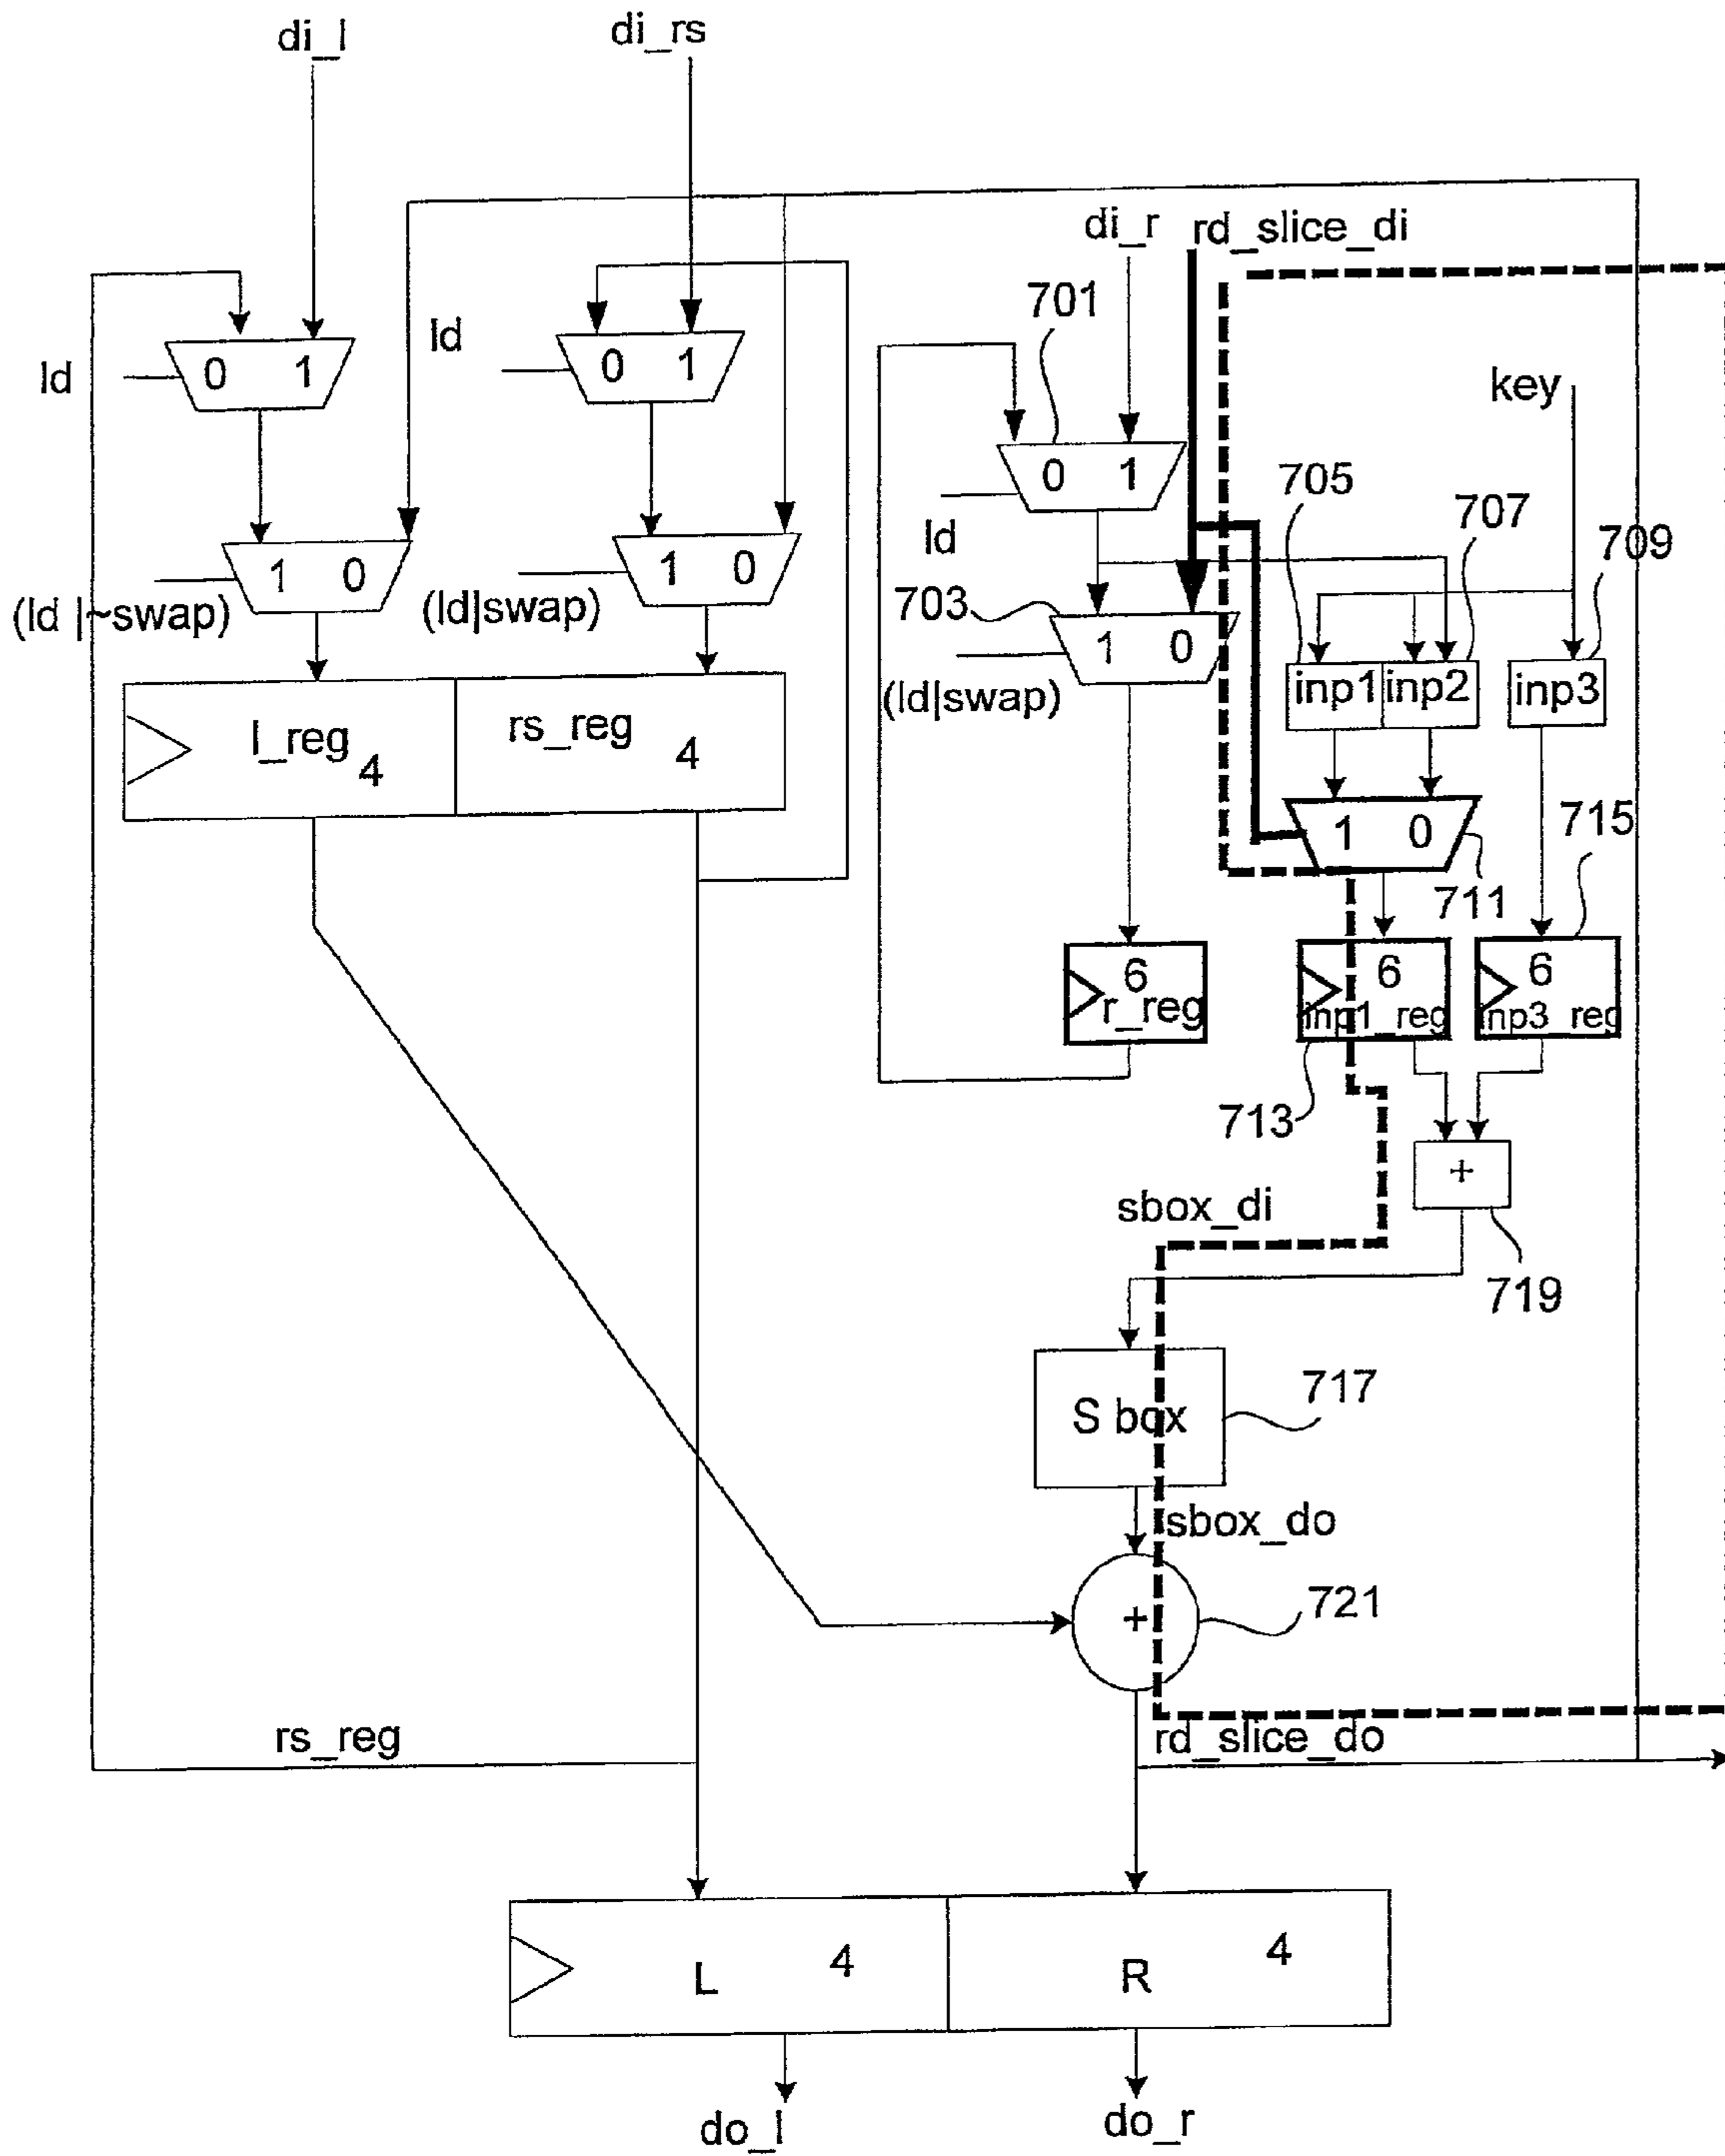 di_l
di_rs
di_r
rd_slice_di
701
ld
0 1
ld
0 1
key
0 1
705
707
709
ld
1 0
1 0
(ld |~swap)
(ld|swap)
703
1 0
(ld|swap)
inp1
inp2
inp3
l_reg 4
rs_reg 4
1 0
715
711
6
r_reg
6
inp1_reg
6
inp3_reg
713
+
sbox_di
719
S box
717
sbox_do
+
721
rs_reg
rd_slice_do
L 4
R 4
do_l
do_r